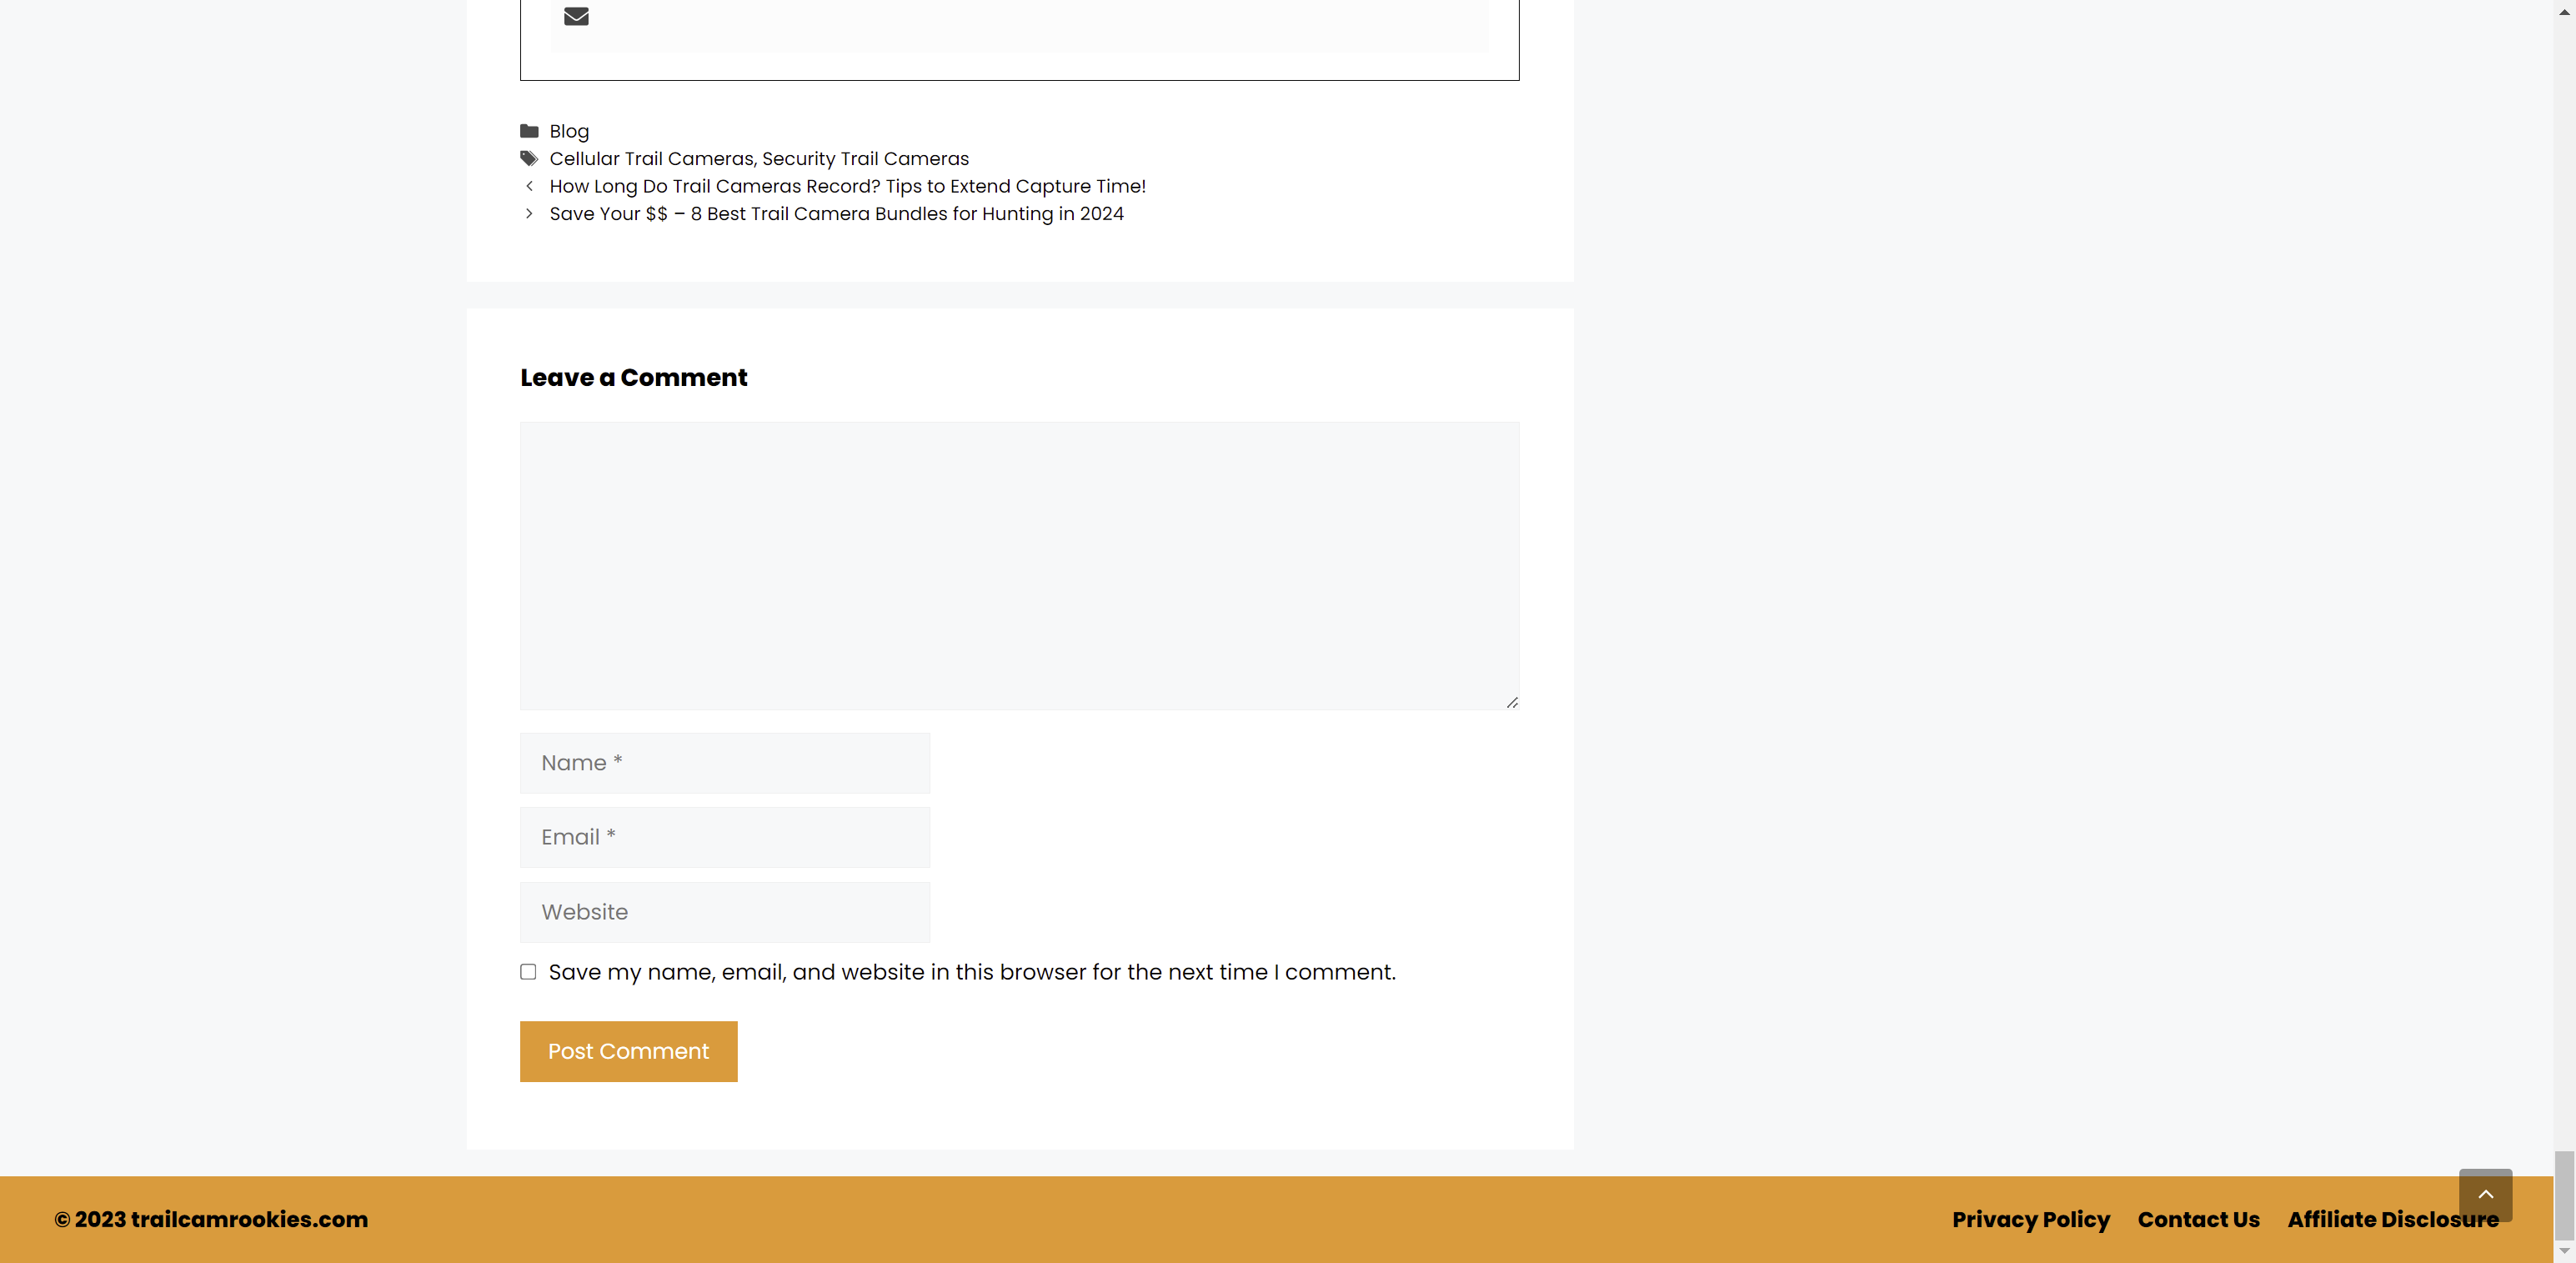 Blog
Cellular Trail Cameras, Security Trail Cameras
How Long Do Trail Cameras Record? Tips to Extend Capture Time!
Save Your $$ – 8 Best Trail Camera Bundles for Hunting in 2024
Leave a Comment
Name *
Email *
Website
Save my name, email, and website in this browser for the next time I comment.
Post Comment
© 2023 trailcamrookies.com
Privacy Policy Contact Us Affiliate Disclosure